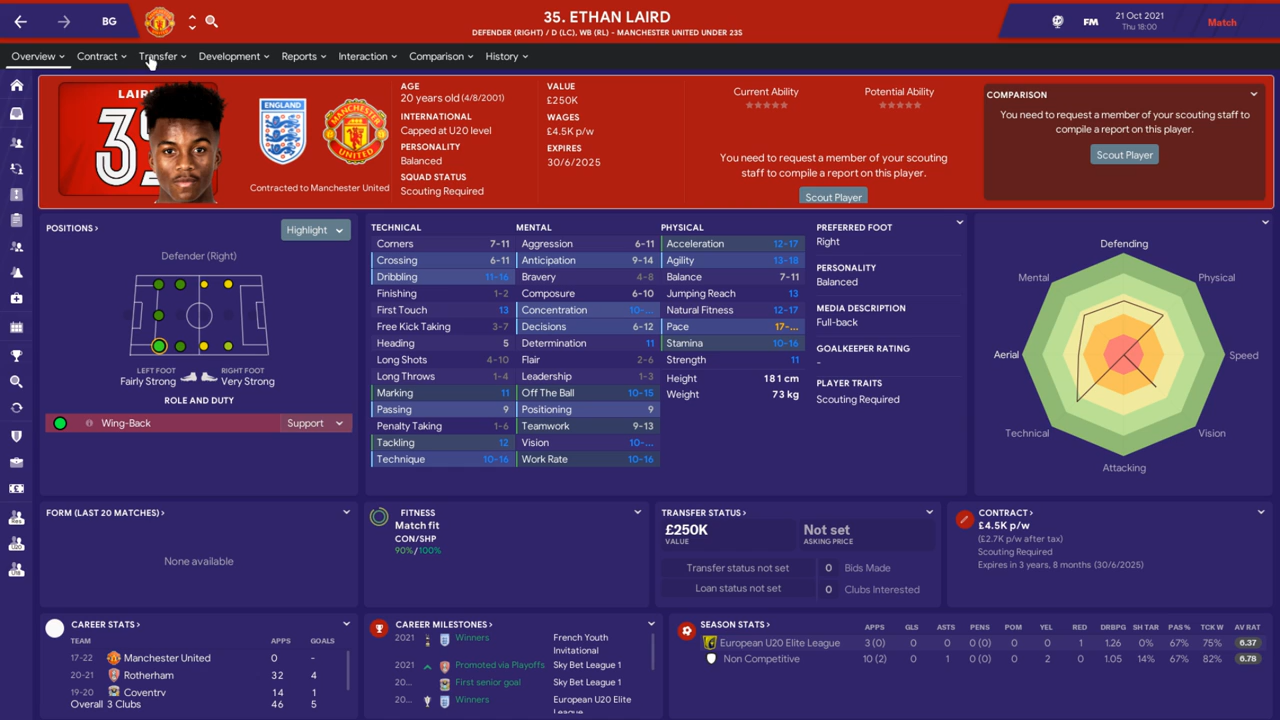 BG
35. ETHAN LAIRD
DEFENDER (RIGHT) / D (LC), WB (RL) - MANCHESTER UNITED UNDER 23S
FM
21 Oct 2021
Thu 18:00
Match
Overview
Contract
Transfer
Development
Reports
Interaction
Comparison
History
Contracted to Manchester United
ENGLAND
AGE
20 years old (4/8/2001)
INTERNATIONAL
Capped at U20 level
PERSONALITY
Balanced
SQUAD STATUS
Scouting Required
VALUE
£250K
WAGES
£4.5K p/w
EXPIRES
30/6/2025
Current Ability
Potential Ability
You need to request a member of your scouting
staff to compile a report on this player.
Scout Player
COMPARISON
You need to request a member of your scouting staff to
compile a report on this player.
Scout Player
POSITIONS >
Highlight
Defender (Right)
LEFT FOOT
Fairly Strong
RIGHT FOOT
Very Strong
ROLE AND DUTY
Wing-Back
Support
TECHNICAL
Corners 7-11
Crossing 6-11
Dribbling 11-16
Finishing 1-2
First Touch 13
Free Kick Taking 3-7
Heading 5
Long Shots 4-10
Long Throws 1-4
Marking 11
Passing 9
Penalty Taking 1-6
Tackling 12
Technique 10-16
MENTAL
Aggression 6-11
Anticipation 9-14
Bravery 4-8
Composure 6-10
Concentration 10-...
Decisions 6-12
Determination 11
Flair 2-6
Leadership 1-3
Off The Ball 10-15
Positioning 9
Teamwork 9-13
Vision 10-...
Work Rate 10-16
PHYSICAL
Acceleration 12-17
Agility 13-18
Balance 7-11
Jumping Reach 13
Natural Fitness 12-17
Pace 17-...
Stamina 10-16
Strength 11
Height 181 cm
Weight 73 kg
PREFERRED FOOT
Right
PERSONALITY
Balanced
MEDIA DESCRIPTION
Full-back
GOALKEEPER RATING
-
PLAYER TRAITS
Scouting Required
Defending
Mental
Physical
Aerial
Speed
Technical
Vision
Attacking
FORM (LAST 20 MATCHES) >
None available
FITNESS
Match fit
CON/SHP
90%/100%
TRANSFER STATUS >
£250K
VALUE
Not set
ASKING PRICE
Transfer status not set
0 Bids Made
Loan status not set
0 Clubs Interested
CONTRACT >
£4.5K p/w
(£2.7K p/w after tax)
Scouting Required
Expires in 3 years, 8 months (30/6/2025)
CAREER STATS >
TEAM APPS GOALS
17-22 Manchester United 0 -
20-21 Rotherham 32 4
19-20 Coventry 14 1
Overall 3 Clubs 46 5
CAREER MILESTONES >
2021 Winners French Youth
Invitational
2021 Promoted via Playoffs Sky Bet League 1
20... First senior goal Sky Bet League 1
20... Winners European U20 Elite
League
SEASON STATS >
APPS GLS ASTS PENS POM YEL RED DRBPG SH TAR PAS % TCK W AV RAT
European U20 Elite League 3 (0) 0 0 0 (0) 0 0 1 1.26 0% 67% 75% 6.37
Non Competitive 10 (2) 0 1 0 (0) 0 2 0 1.05 14% 67% 82% 6.78